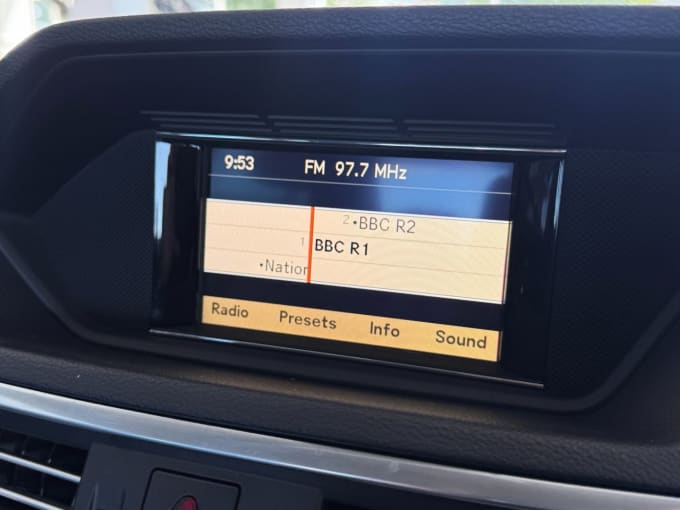 9:53 FM 97.7 MHz
2 •BBC R2
1 BBC R1
•Nation
Radio Presets Info Sound